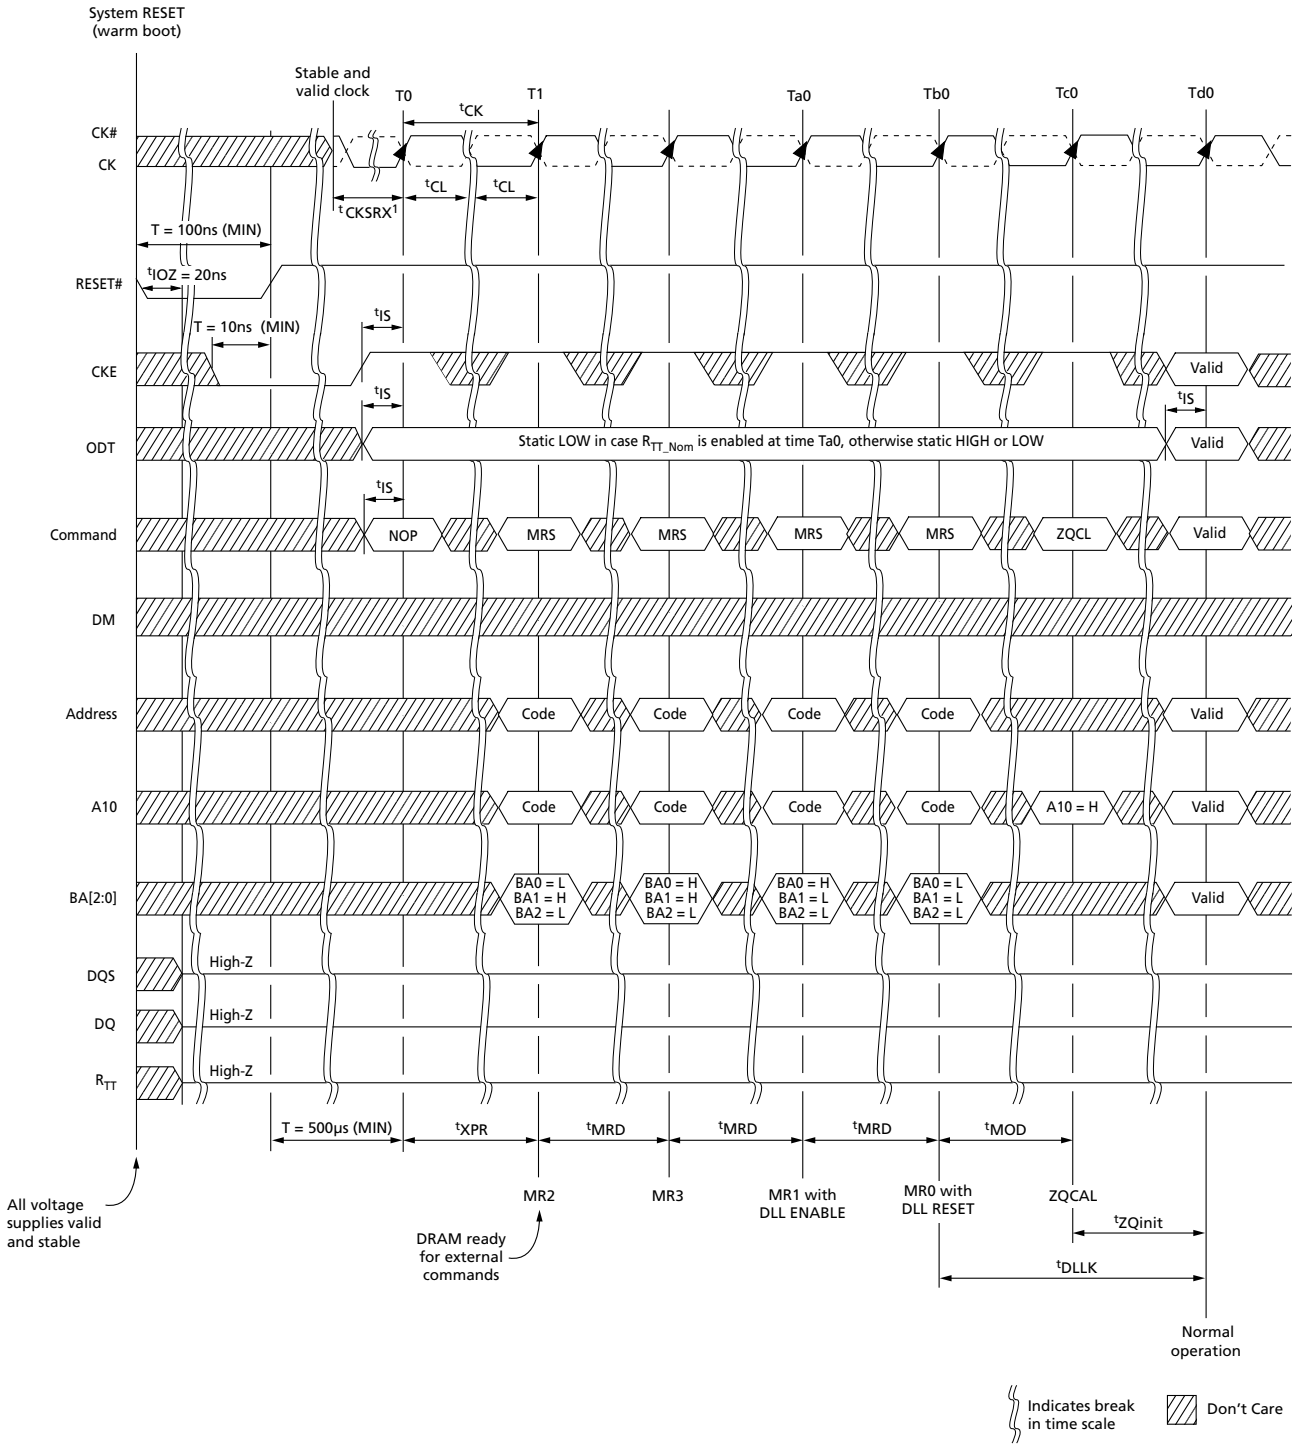 System RESET
(warm boot)
Stable and
valid clock
T0
T1
Ta0
Tb0
Tc0
Td0
tCK
CK#
CK
tCKSRX1
tCL
tCL
T = 100ns (MIN)
tIOZ = 20ns
RESET#
T = 10ns (MIN)
tIS
CKE
Valid
tIS
tIS
ODT
Static LOW in case RTT_Nom is enabled at time Ta0, otherwise static HIGH or LOW
Valid
tIS
Command
NOP
MRS
MRS
MRS
MRS
ZQCL
Valid
DM
Address
Code
Code
Code
Code
Valid
A10
Code
Code
Code
Code
A10 = H
Valid
BA[2:0]
BA0 = L
BA1 = H
BA2 = L
BA0 = H
BA1 = H
BA2 = L
BA0 = H
BA1 = L
BA2 = L
BA0 = L
BA1 = L
BA2 = L
Valid
DQS
High-Z
DQ
High-Z
RTT
High-Z
T = 500µs (MIN)
tXPR
tMRD
tMRD
tMRD
tMOD
All voltage
supplies valid
and stable
MR2
MR3
MR1 with
DLL ENABLE
MR0 with
DLL RESET
ZQCAL
tZQinit
DRAM ready
for external
commands
tDLLK
Normal
operation
Indicates break
in time scale
Don't Care